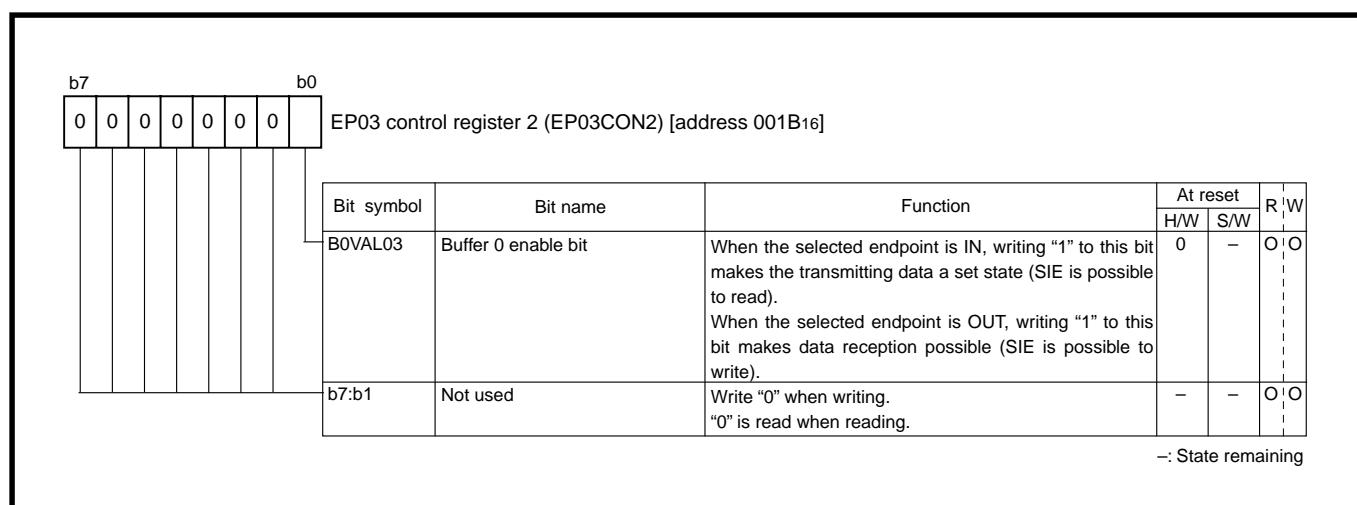 b7 b0
0 0 0 0 0 0 0 EP03 control register 2 (EP03CON2) [address 001B16]
Bit symbol Bit name Function At reset R W
H/W S/W
B0VAL03 Buffer 0 enable bit When the selected endpoint is IN, writing “1” to this bit 0 – O O
makes the transmitting data a set state (SIE is possible
to read).
When the selected endpoint is OUT, writing “1” to this
bit makes data reception possible (SIE is possible to
write).
b7:b1 Not used Write “0” when writing. – – O O
“0” is read when reading.
–: State remaining